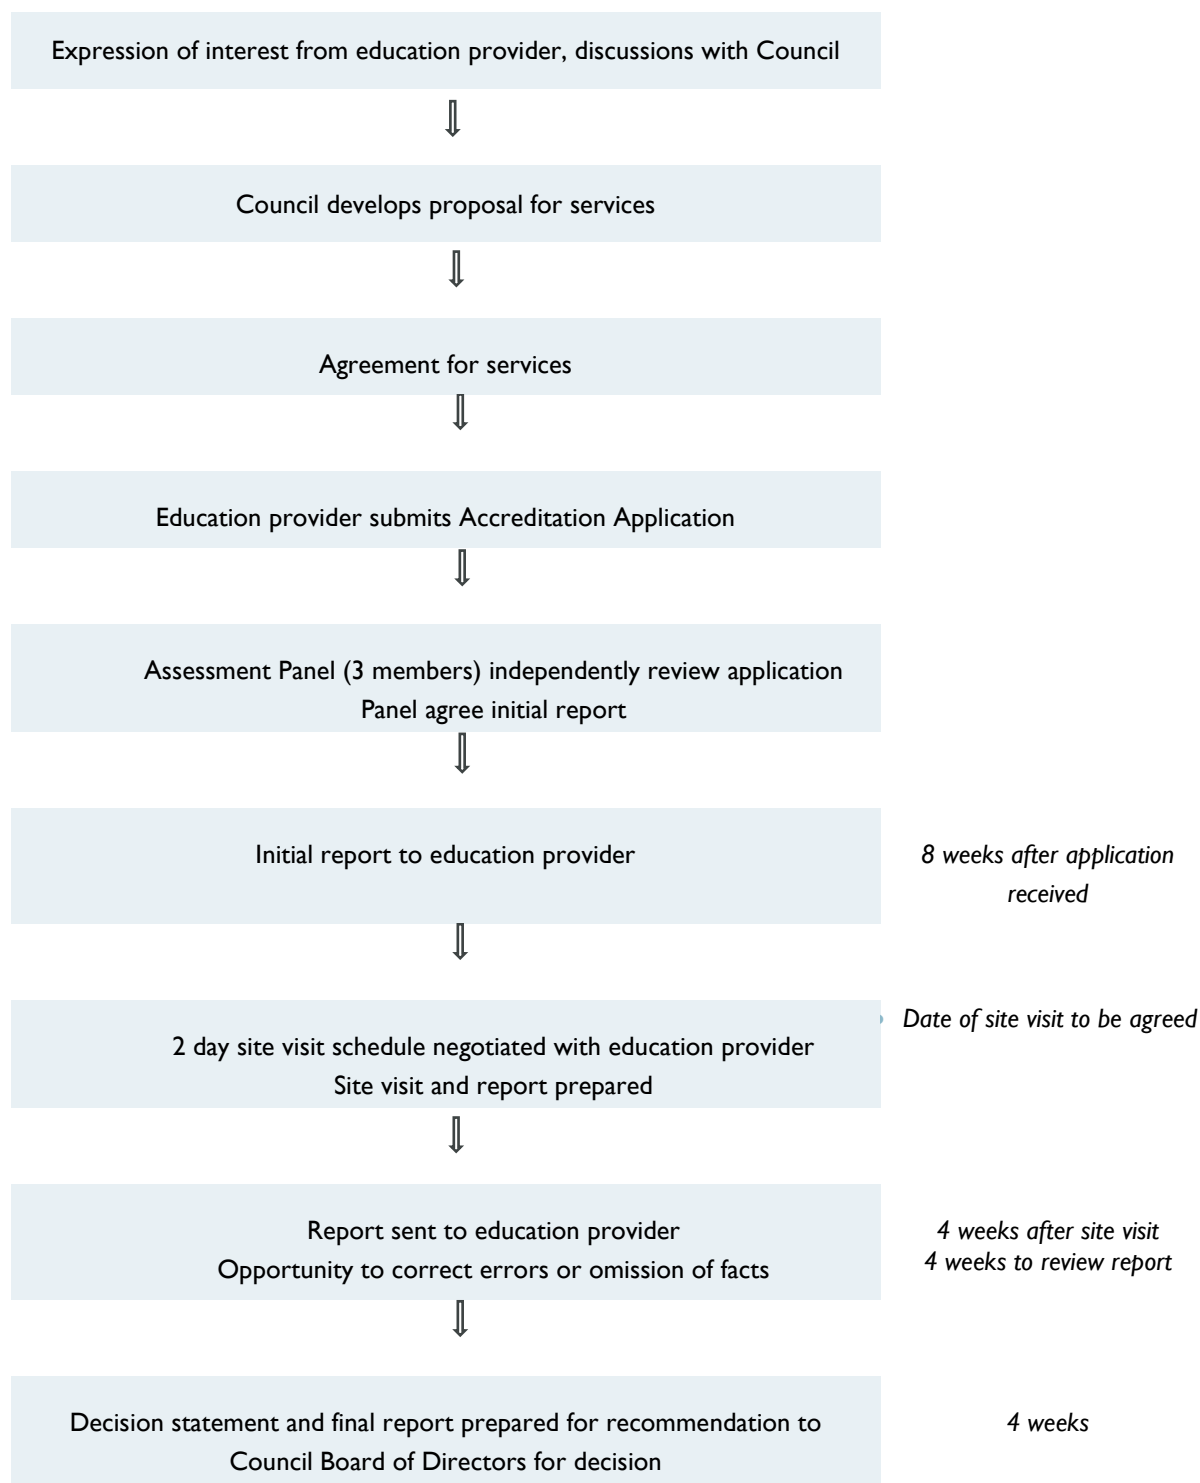 Expression of interest from education provider, discussions with Council
Council develops proposal for services
Agreement for services
Education provider submits Accreditation Application
Assessment Panel (3 members) independently review application
Panel agree initial report
Initial report to education provider
8 weeks after application
received
Date of site visit to be agreed
2 day site visit schedule negotiated with education provider
Site visit and report prepared
Report sent to education provider
Opportunity to correct errors or omission of facts
4 weeks after site visit
4 weeks to review report
Decision statement and final report prepared for recommendation to
Council Board of Directors for decision
4 weeks